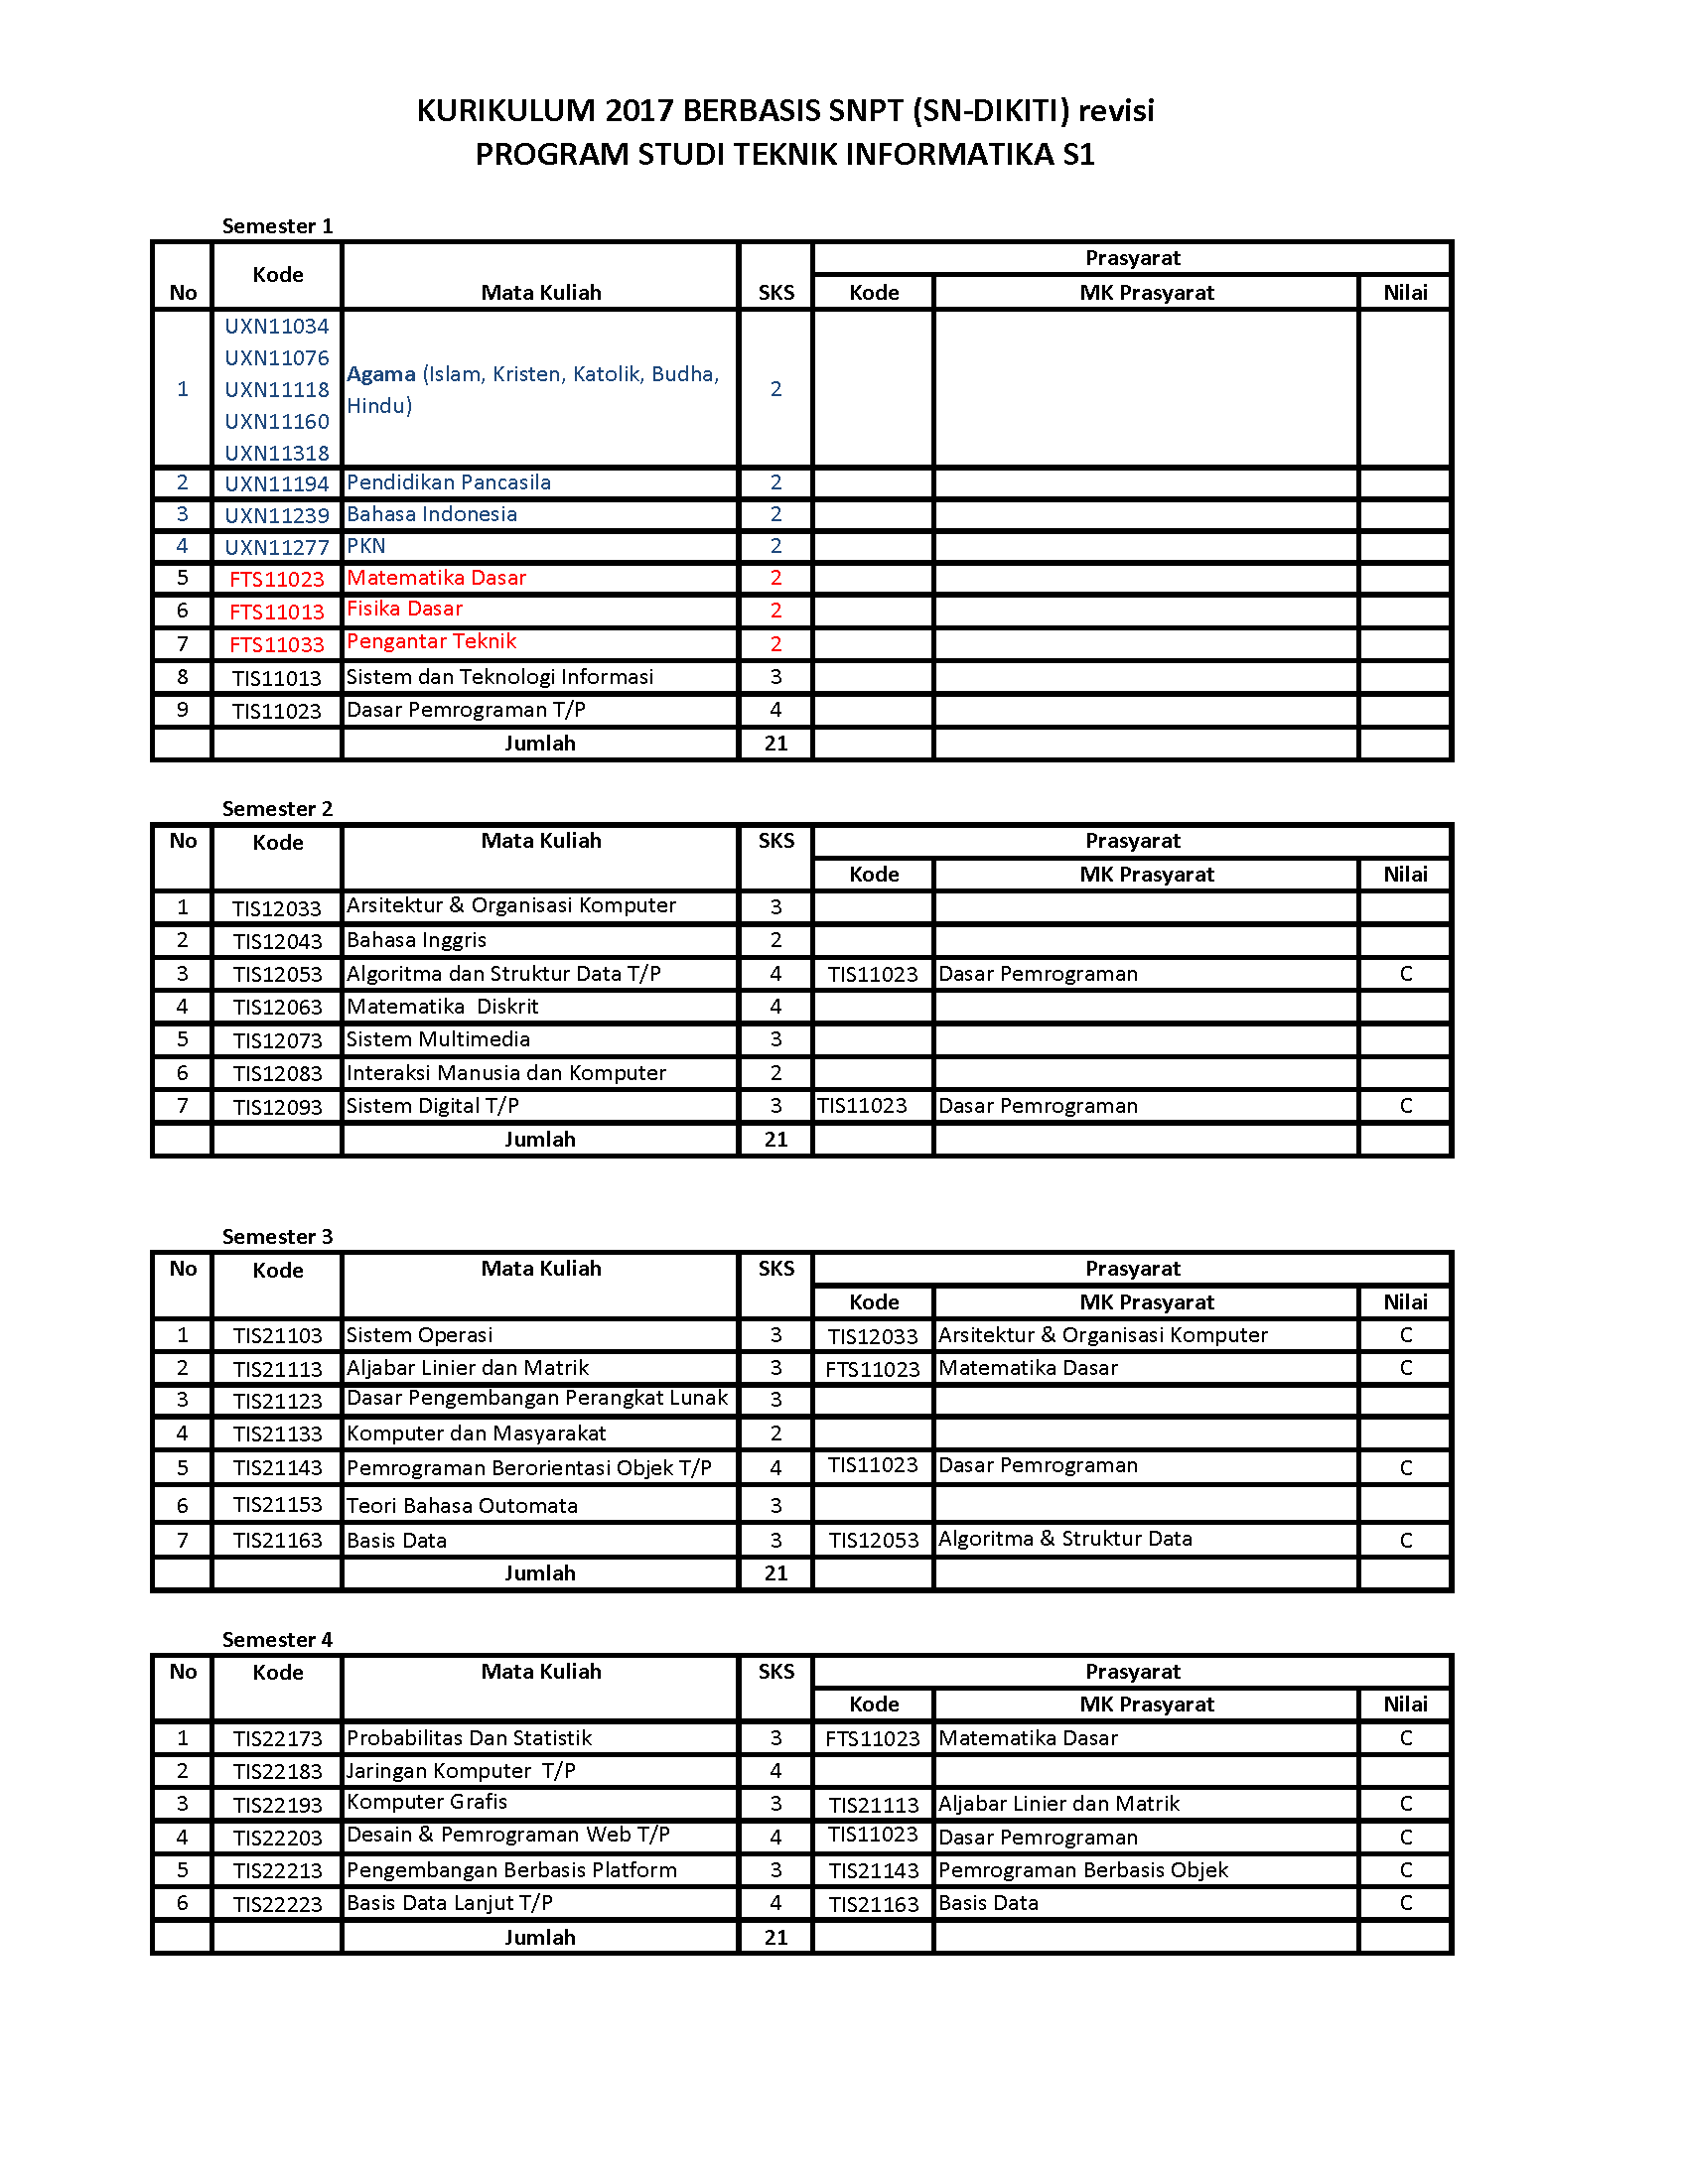 KURIKULUM 2017 BERBASIS SNPT (SN-DIKITI) revisi
PROGRAM STUDI TEKNIK INFORMATIKA S1
Semester 1
No Kode Mata Kuliah SKS Prasyarat
Kode MK Prasyarat Nilai
1 UXN11034 UXN11076 UXN11118 UXN11160 UXN11318 Agama (Islam, Kristen, Katolik, Budha, Hindu) 2
2 UXN11194 Pendidikan Pancasila 2
3 UXN11239 Bahasa Indonesia 2
4 UXN11277 PKN 2
5 FTS11023 Matematika Dasar 2
6 FTS11013 Fisika Dasar 2
7 FTS11033 Pengantar Teknik 2
8 TIS11013 Sistem dan Teknologi Informasi 3
9 TIS11023 Dasar Pemrograman T/P 4
Jumlah 21
Semester 2
No Kode Mata Kuliah SKS Prasyarat
Kode MK Prasyarat Nilai
1 TIS12033 Arsitektur & Organisasi Komputer 3
2 TIS12043 Bahasa Inggris 2
3 TIS12053 Algoritma dan Struktur Data T/P 4 TIS11023 Dasar Pemrograman C
4 TIS12063 Matematika Diskrit 4
5 TIS12073 Sistem Multimedia 3
6 TIS12083 Interaksi Manusia dan Komputer 2
7 TIS12093 Sistem Digital T/P 3 TIS11023 Dasar Pemrograman C
Jumlah 21
Semester 3
No Kode Mata Kuliah SKS Prasyarat
Kode MK Prasyarat Nilai
1 TIS21103 Sistem Operasi 3 TIS12033 Arsitektur & Organisasi Komputer C
2 TIS21113 Aljabar Linier dan Matrik 3 FTS11023 Matematika Dasar C
3 TIS21123 Dasar Pengembangan Perangkat Lunak 3
4 TIS21133 Komputer dan Masyarakat 2
5 TIS21143 Pemrograman Berorientasi Objek T/P 4 TIS11023 Dasar Pemrograman C
6 TIS21153 Teori Bahasa Outomata 3
7 TIS21163 Basis Data 3 TIS12053 Algoritma & Struktur Data C
Jumlah 21
Semester 4
No Kode Mata Kuliah SKS Prasyarat
Kode MK Prasyarat Nilai
1 TIS22173 Probabilitas Dan Statistik 3 FTS11023 Matematika Dasar C
2 TIS22183 Jaringan Komputer T/P 4
3 TIS22193 Komputer Grafis 3 TIS21113 Aljabar Linier dan Matrik C
4 TIS22203 Desain & Pemrograman Web T/P 4 TIS11023 Dasar Pemrograman C
5 TIS22213 Pengembangan Berbasis Platform 3 TIS21143 Pemrograman Berbasis Objek C
6 TIS22223 Basis Data Lanjut T/P 4 TIS21163 Basis Data C
Jumlah 21